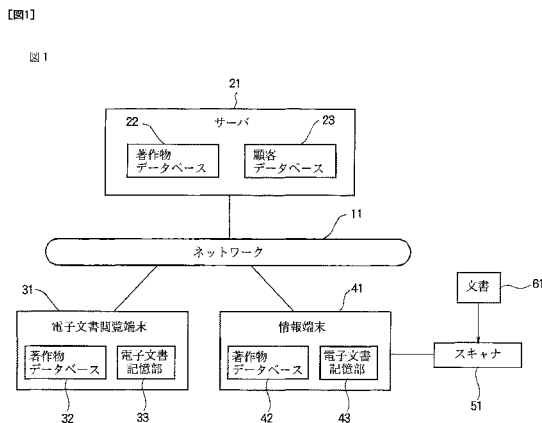 [図1]
図1
21
サーバ
22
23
著作物
データベース
顧客
データベース
11
ネットワーク
31
41
61
文書
電子文書閲覧端末
情報端末
著作物
データベース
電子文書
記憶部
著作物
データベース
電子文書
記憶部
スキャナ
32
33
42
43
51